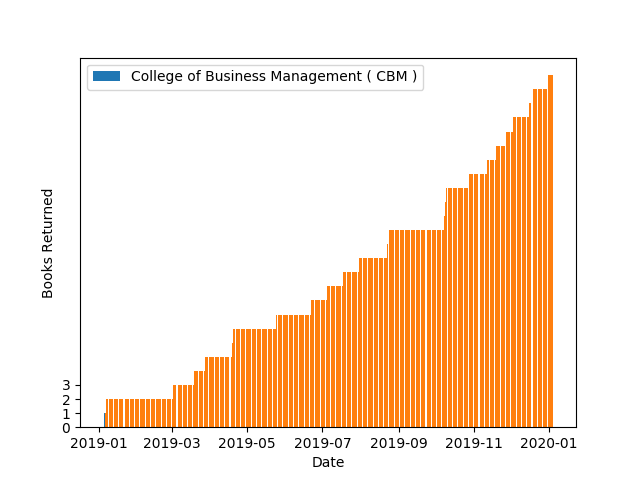 College of Business Management ( CBM )
Books Returned
3
2
1
0
2019-01 2019-03 2019-05 2019-07 2019-09 2019-11 2020-01
Date